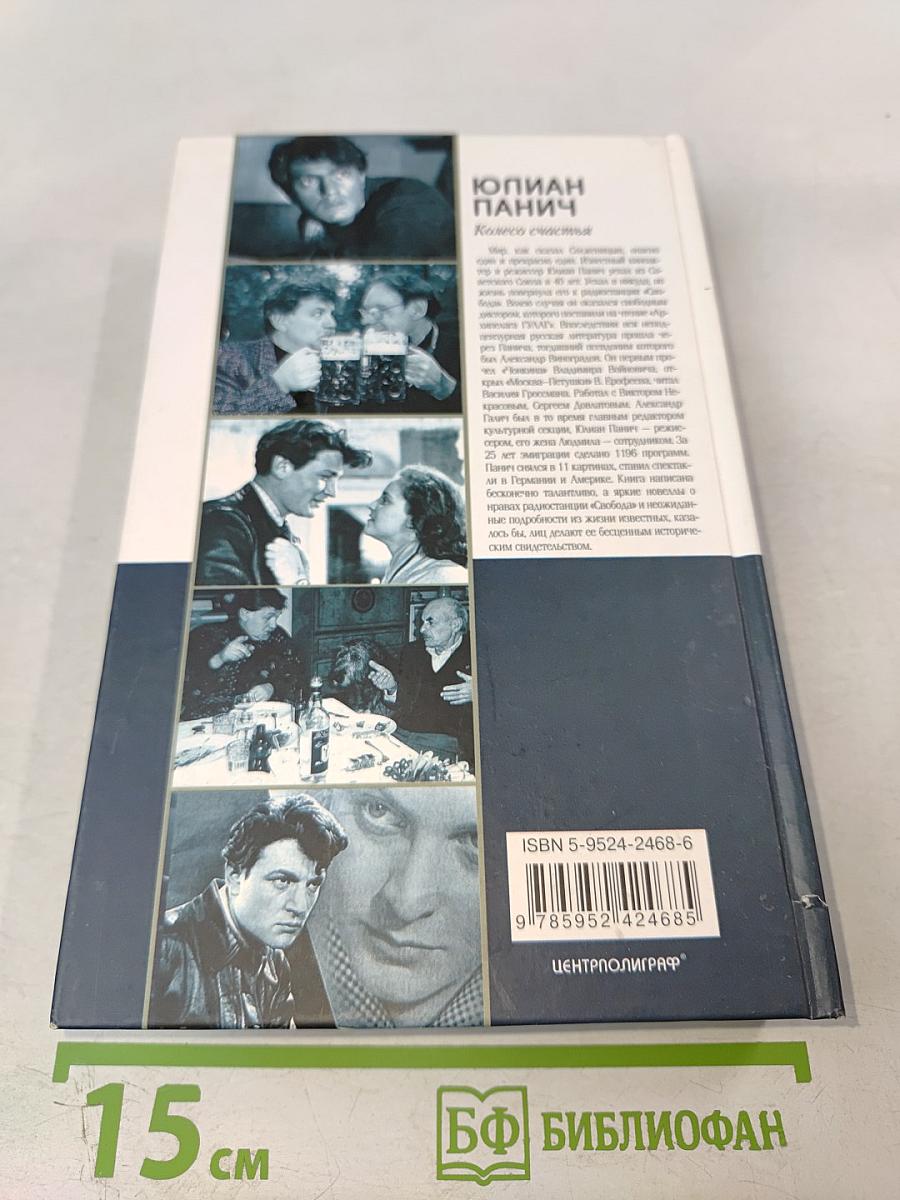 ЮЛИАН
ПАНИЧ
Колесо счастья
Мир, как сказал Солженицын, опасно
один и прекрасно один. Известный киноак-
тер и режиссер Юлиан Панич уехал из Со-
ветского Союза в 40 лет. Уехал в никуда, но
жизнь повернула его к радиостанции «Сво-
бода». Волею случая он оказался свободным
диктором, которого поставили на чтение «Ар-
хипелага ГУЛАГ». Впоследствии вся непод-
цензурная русская литература прошла че-
рез Панича, тогдашний псевдоним которого
был Александр Виноградов. Он первым про-
чел «Чонкина» Владимира Войновича, от-
крыл «Москва–Петушки» В. Ерофеева, читал
Василия Гроссмана. Работал с Виктором Не-
красовым, Сергеем Довлатовым. Александр
Галич был в то время главным редактором
культурной секции, Юлиан Панич — режис-
сером, его жена Людмила — сотрудником. За
25 лет эмиграции сделано 1196 программ.
Панич снялся в 11 картинах, ставил спектак-
ли в Германии и Америке. Книга написана
бесконечно талантливо, а яркие новеллы о
нравах радиостанции «Свобода» и неожидан-
ные подробности из жизни известных, каза-
лось бы, лиц делают ее бесценным историче-
ским свидетельством.
ISBN 5-9524-2468-6
9 785952 424685
ЦЕНТРПОЛИГРАФ®
15 см
БФ БИБЛИОФАН